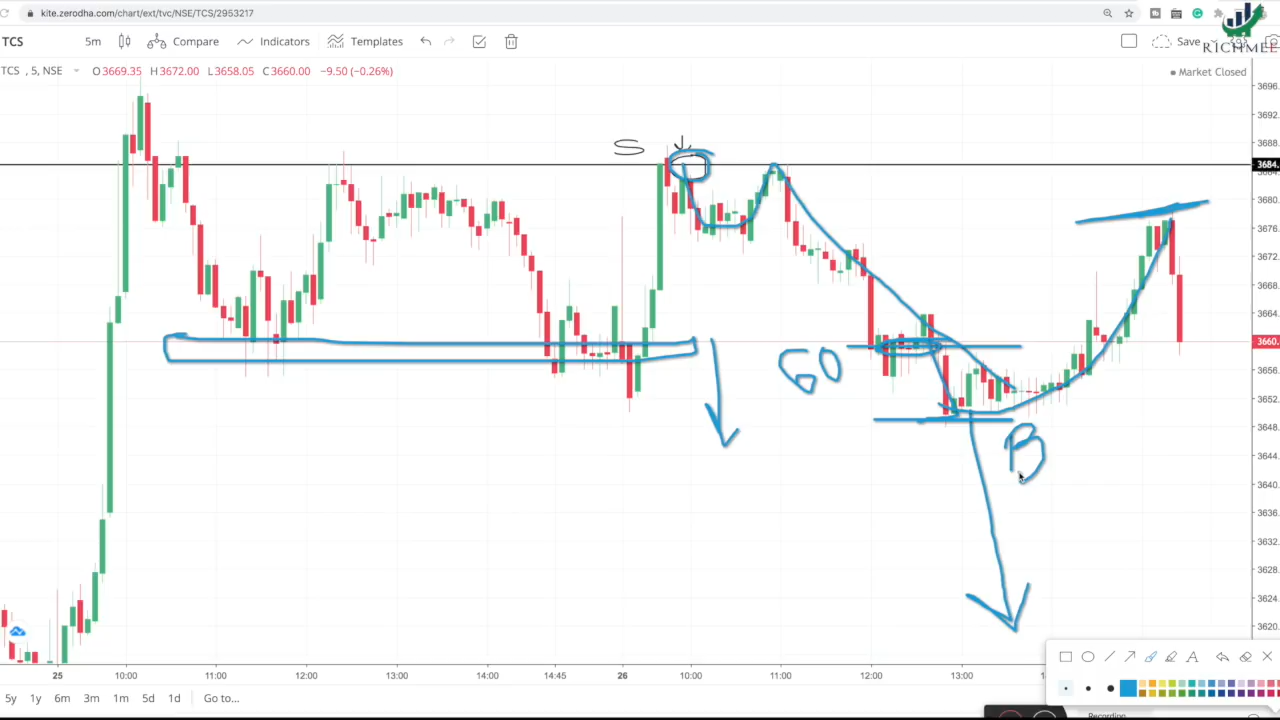 kite.zerodha.com/chart/ext/tvc/NSE/TCS/2953217
TCS 5m Compare Indicators Templates Save
RICHMEE
TCS , 5, NSE O3669.35 H3672.00 L3658.05 C3660.00 −9.50 (−0.26%)
Market Closed
3696.
3692.
3688.
S
3684.
3684.
3680.
3676.
3672.
3668.
3664.
3660.
60
3656.
3652.
3648.
B
3644.
3640.
3636.
3632.
3628.
3624.
3620.
25 10:00 11:00 12:00 13:00 14:00 14:45 26 10:00 11:00 12:00 13:00
5y 1y 6m 3m 1m 5d 1d Go to...
A
Recording